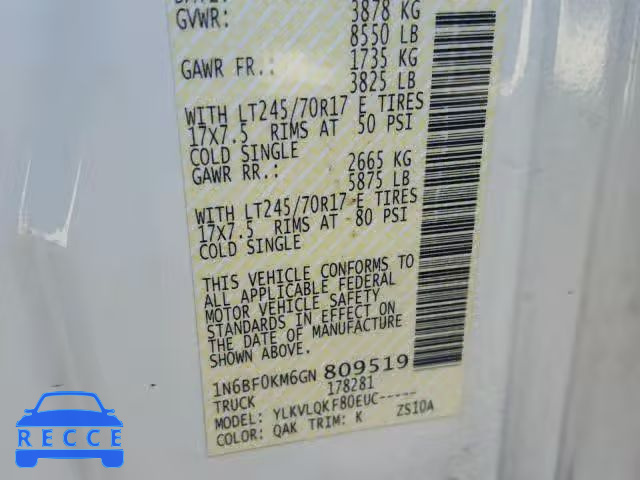 GVWR: 3878 KG
8550 LB
GAWR FR.: 1735 KG
3825 LB
WITH LT245/70R17 E TIRES
17X7.5 RIMS AT 50 PSI
COLD SINGLE
GAWR RR.: 2665 KG
5875 LB
WITH LT245/70R17 E TIRES
17X7.5 RIMS AT 80 PSI
COLD SINGLE
THIS VEHICLE CONFORMS TO
ALL APPLICABLE FEDERAL
MOTOR VEHICLE SAFETY
STANDARDS IN EFFECT ON
THE DATE OF MANUFACTURE
SHOWN ABOVE.
1N6BF0KM6GN 809519
TRUCK 178281
MODEL: YLKVLQKF80EUC-----
COLOR: QAK TRIM: K ZSI0A
RECCE